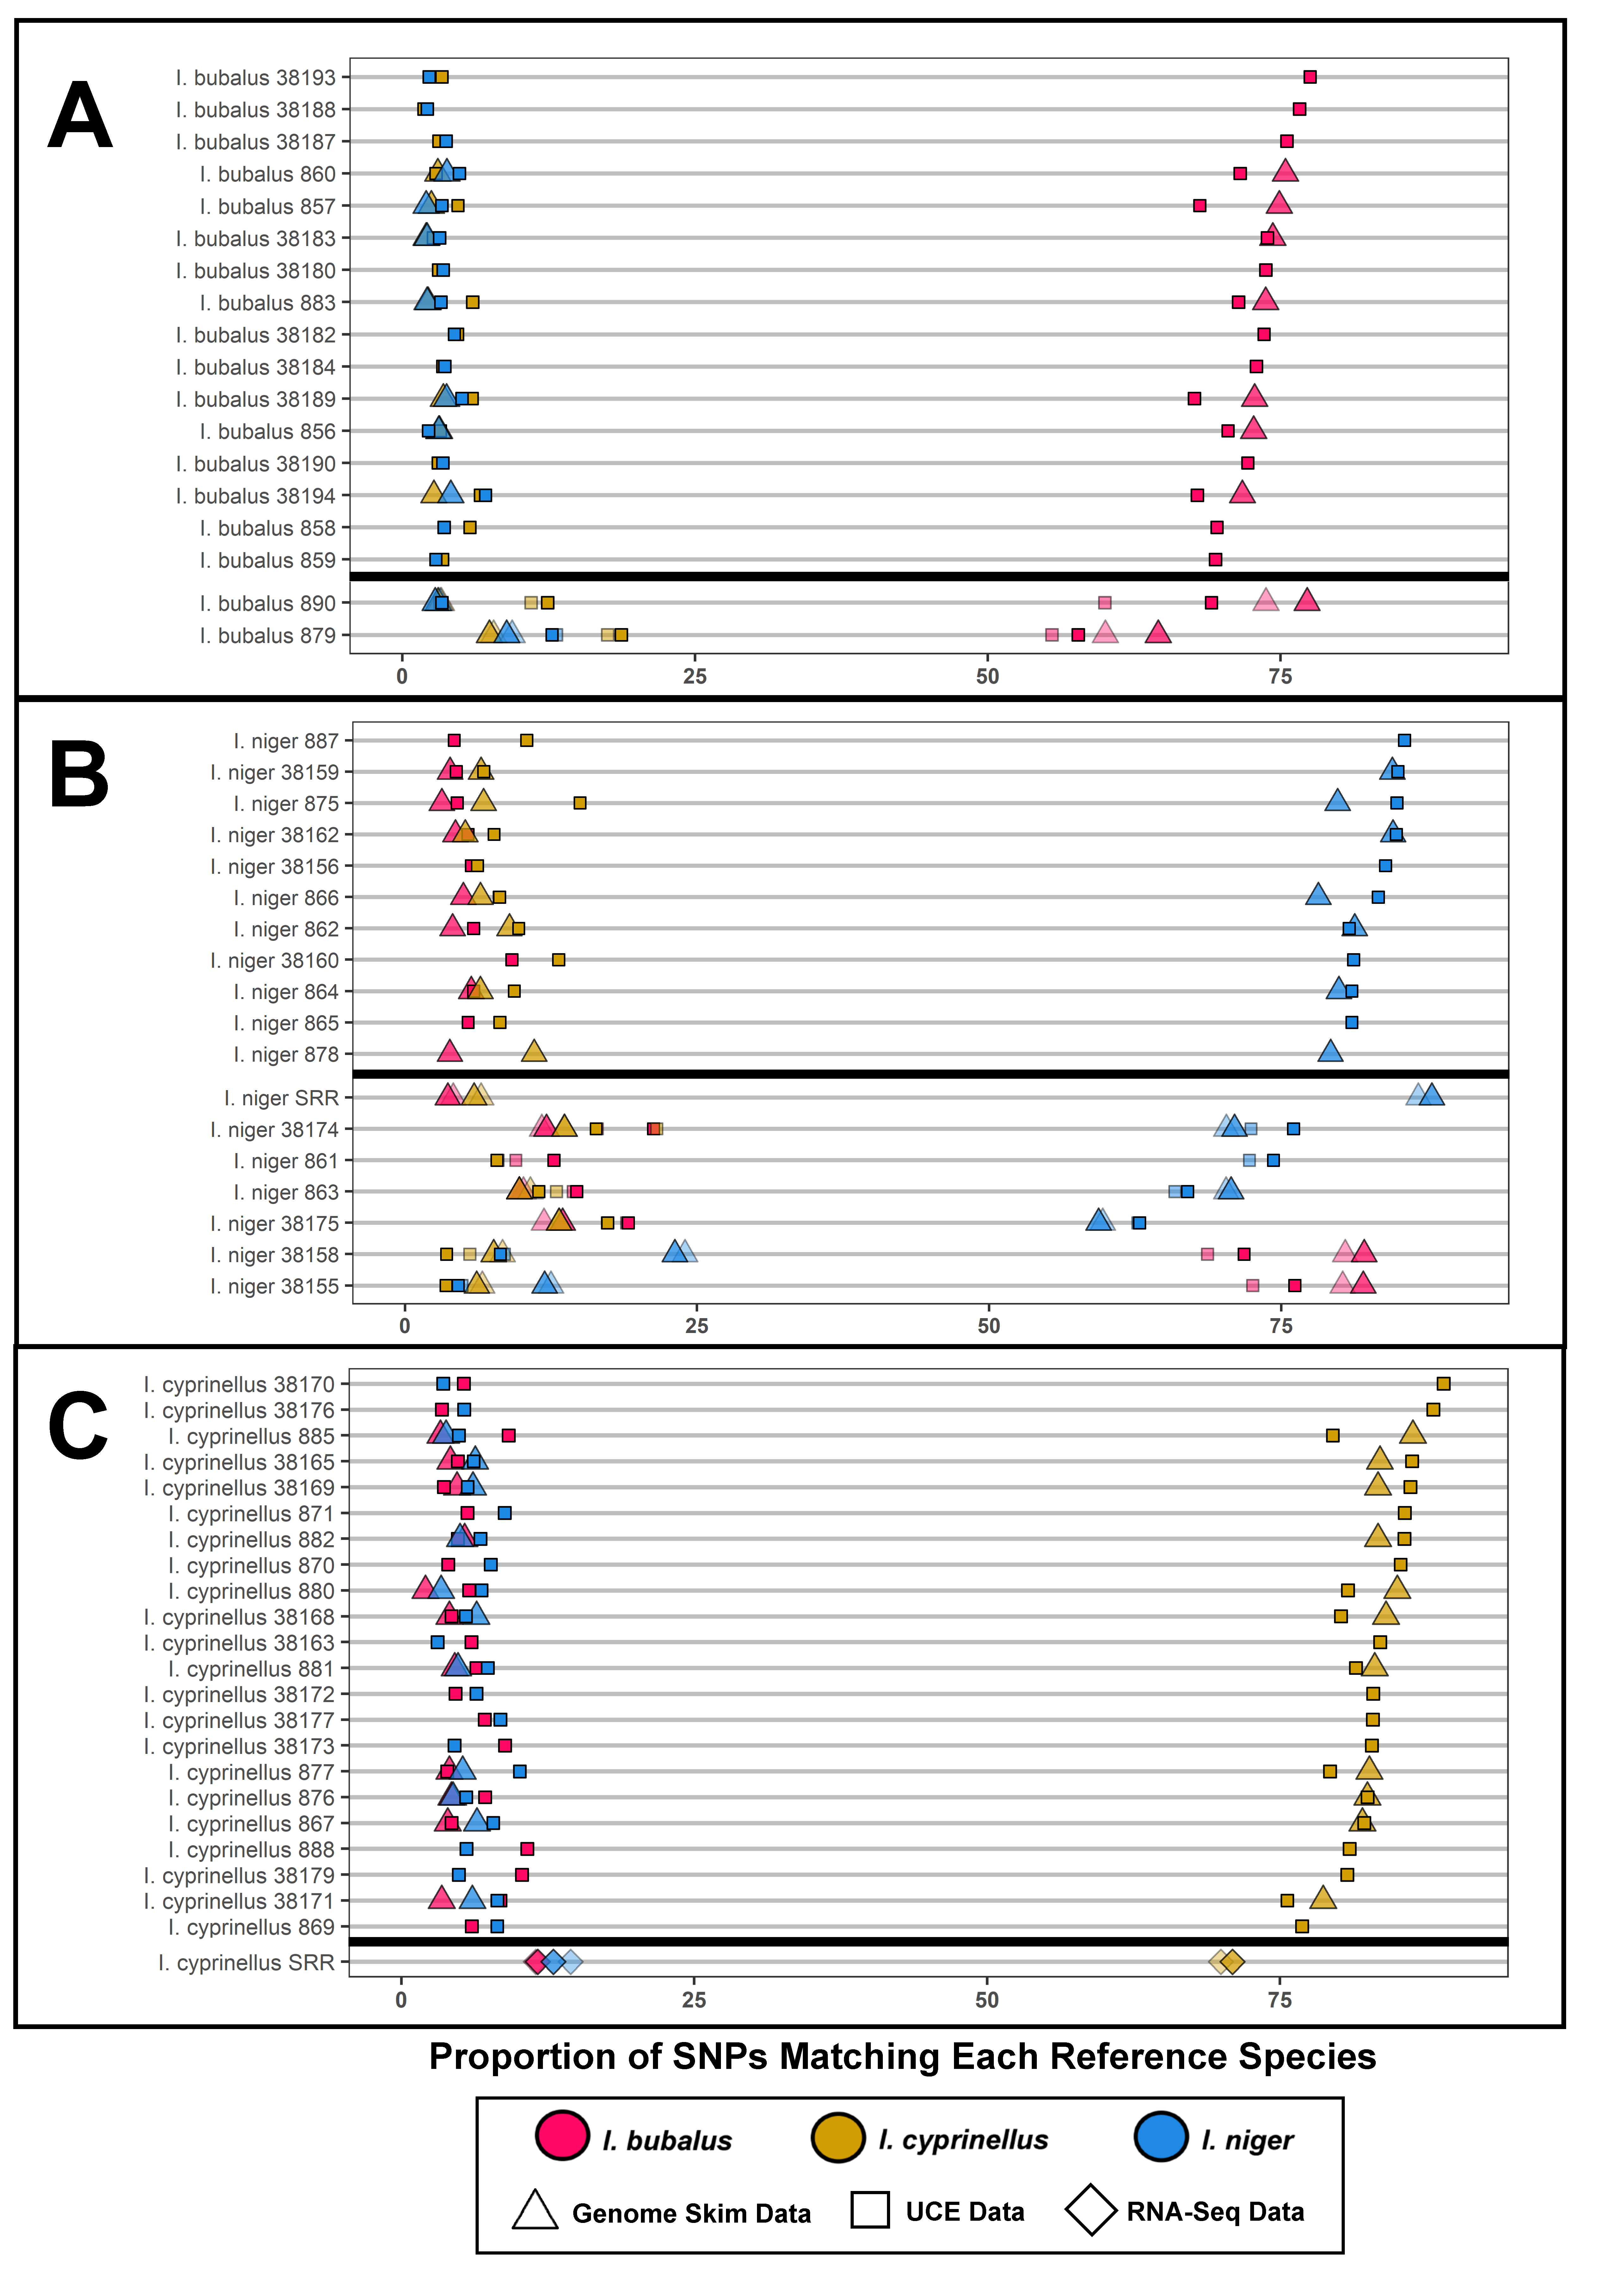 A
I. bubalus 38193
I. bubalus 38188
I. bubalus 38187
I. bubalus 860
I. bubalus 857
I. bubalus 38183
I. bubalus 38180
I. bubalus 883
I. bubalus 38182
I. bubalus 38184
I. bubalus 38189
I. bubalus 856
I. bubalus 38190
I. bubalus 38194
I. bubalus 858
I. bubalus 859
I. bubalus 890
I. bubalus 879
0 25 50 75
B
I. niger 887
I. niger 38159
I. niger 875
I. niger 38162
I. niger 38156
I. niger 866
I. niger 862
I. niger 38160
I. niger 864
I. niger 865
I. niger 878
I. niger SRR
I. niger 38174
I. niger 861
I. niger 863
I. niger 38175
I. niger 38158
I. niger 38155
0 25 50 75
C
I. cyprinellus 38170
I. cyprinellus 38176
I. cyprinellus 885
I. cyprinellus 38165
I. cyprinellus 38169
I. cyprinellus 871
I. cyprinellus 882
I. cyprinellus 870
I. cyprinellus 880
I. cyprinellus 38168
I. cyprinellus 38163
I. cyprinellus 881
I. cyprinellus 38172
I. cyprinellus 38177
I. cyprinellus 38173
I. cyprinellus 877
I. cyprinellus 876
I. cyprinellus 867
I. cyprinellus 888
I. cyprinellus 38179
I. cyprinellus 38171
I. cyprinellus 869
I. cyprinellus SRR
0 25 50 75
Proportion of SNPs Matching Each Reference Species
I. bubalus I. cyprinellus I. niger
Genome Skim Data UCE Data RNA-Seq Data